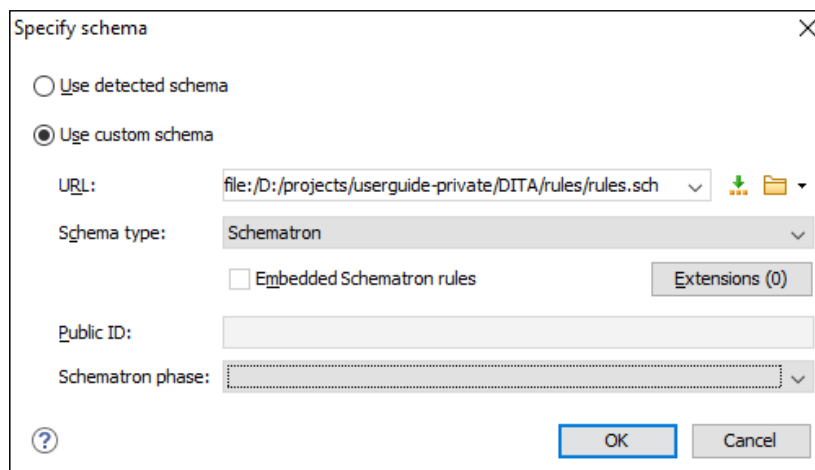 Specify schema
Use detected schema
Use custom schema
URL: file:/D:/projects/userguide-private/DITA/rules/rules.sch
Schema type: Schematron
Embedded Schematron rules Extensions (0)
Public ID:
Schematron phase:
? OK Cancel